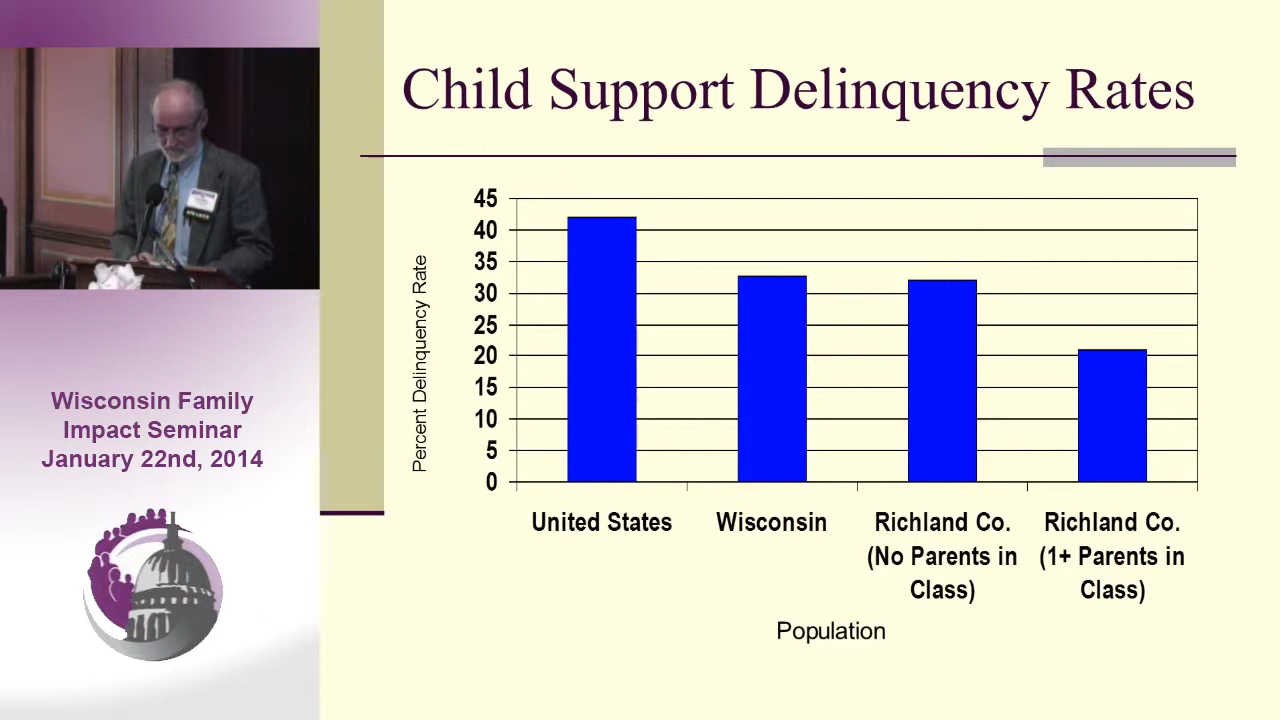 Child Support Delinquency Rates
Percent Delinquency Rate
45
40
35
30
25
20
15
10
5
0
United States
Wisconsin
Richland Co.
(No Parents in
Class)
Richland Co.
(1+ Parents in
Class)
Population
Wisconsin Family
Impact Seminar
January 22nd, 2014